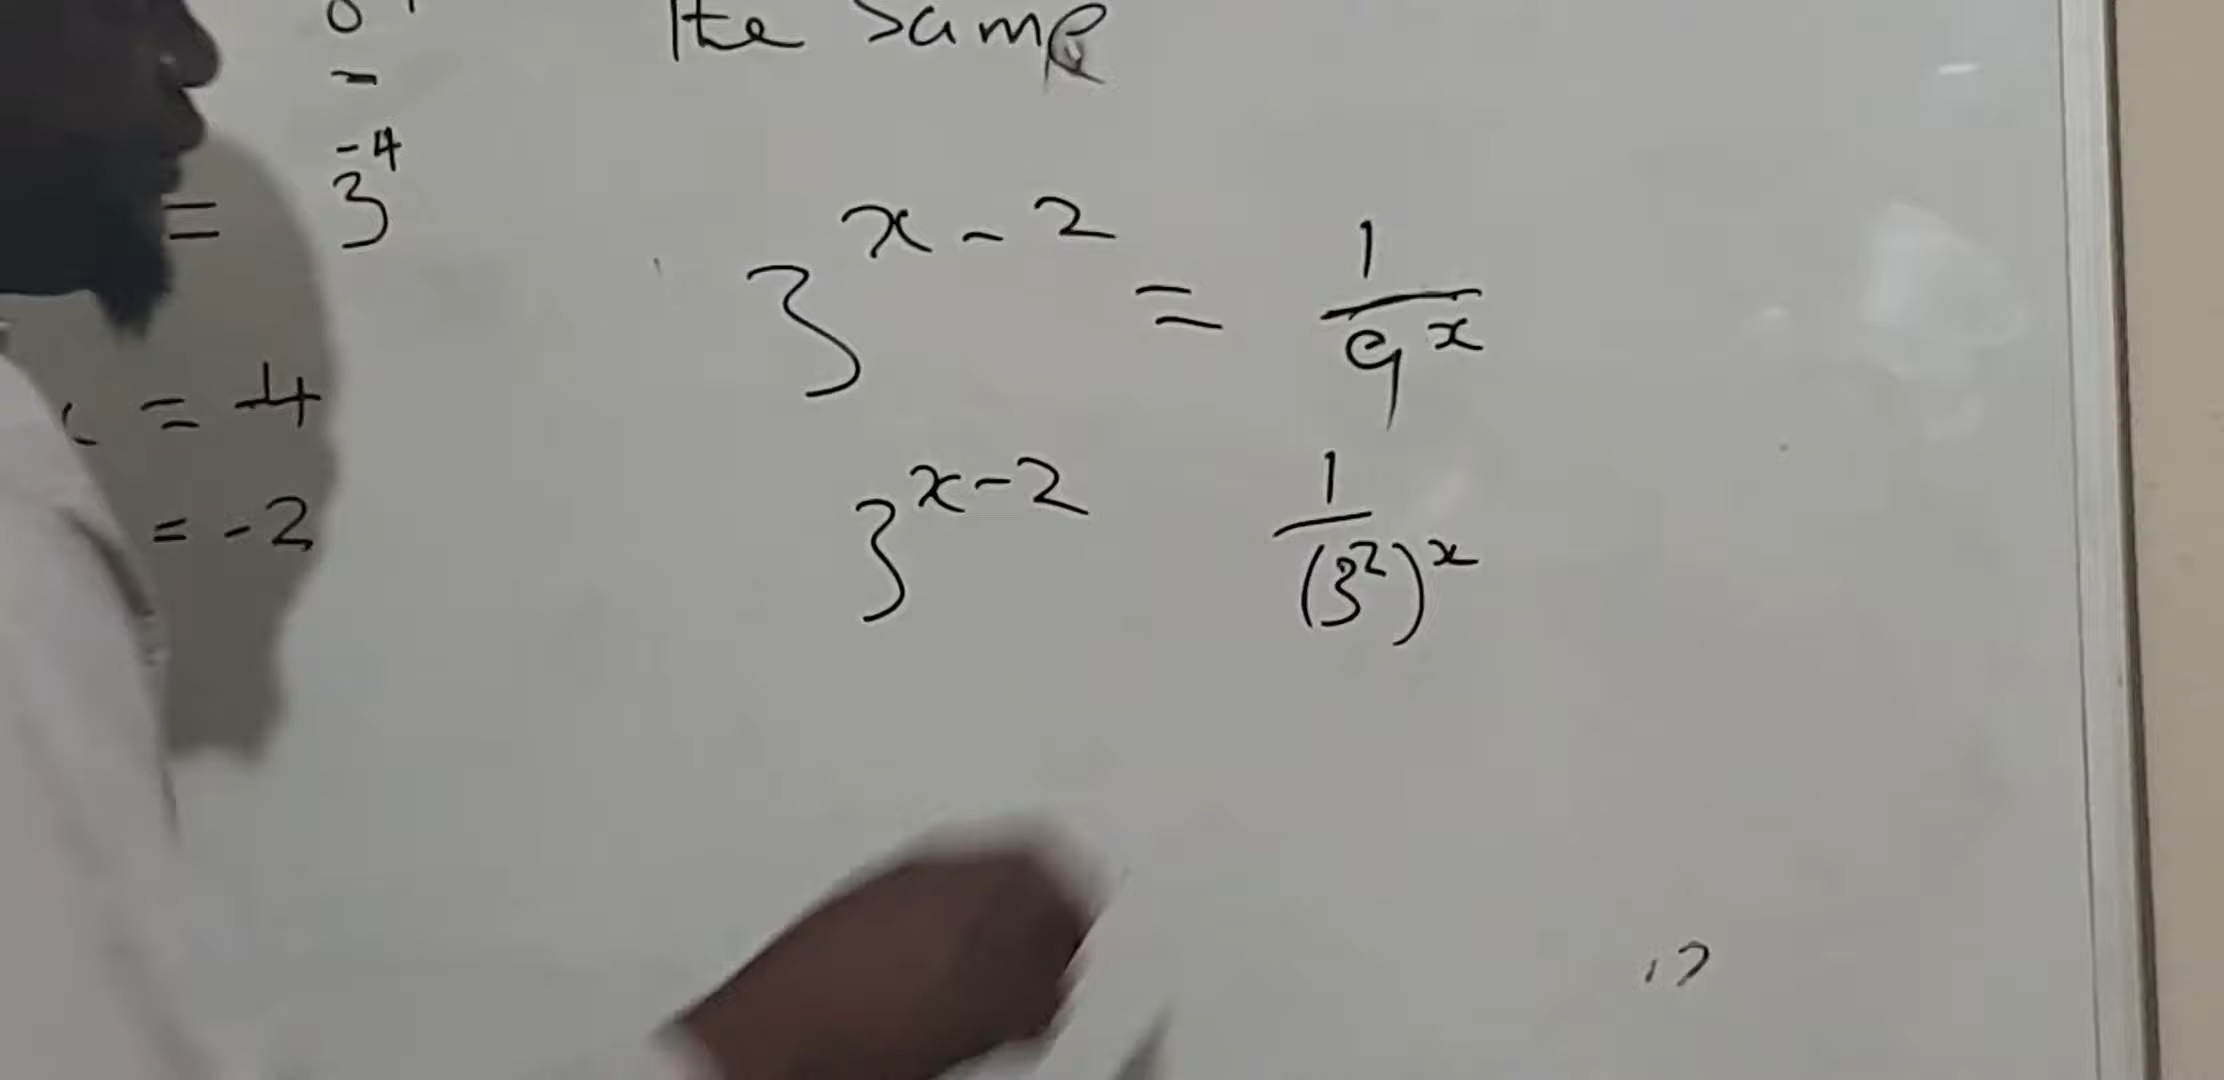 the same
= 3^-4
= -4
= -2
3^(x-2) = 1/9^x
3^(x-2) 1/(3^2)^x